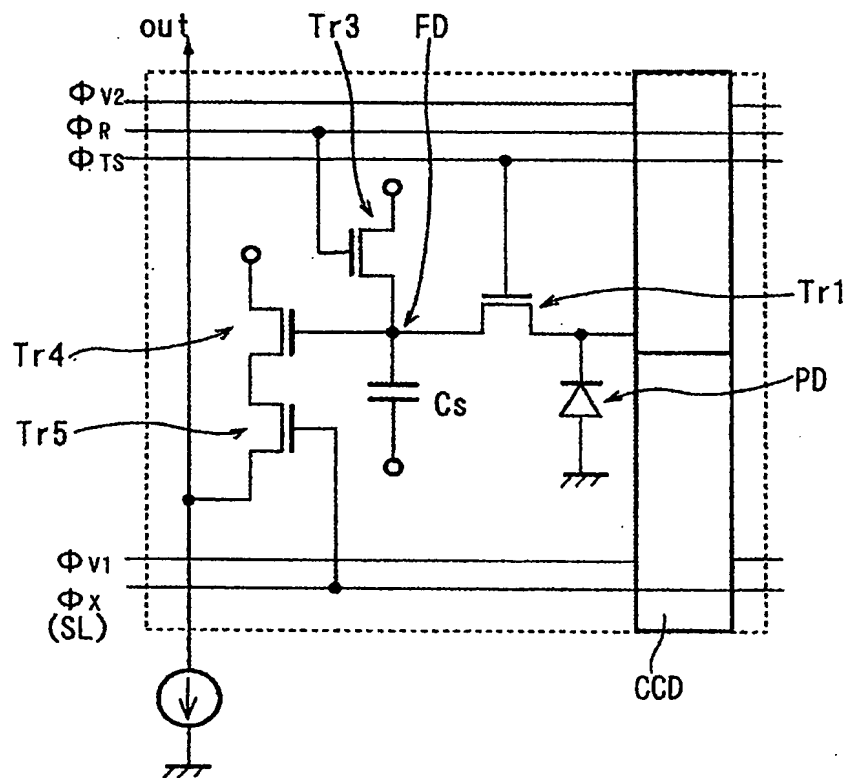 out
Tr3
FD
ΦV2
ΦR
ΦTS
Tr1
Tr4
PD
Cs
Tr5
ΦV1
ΦX
(SL)
CCD